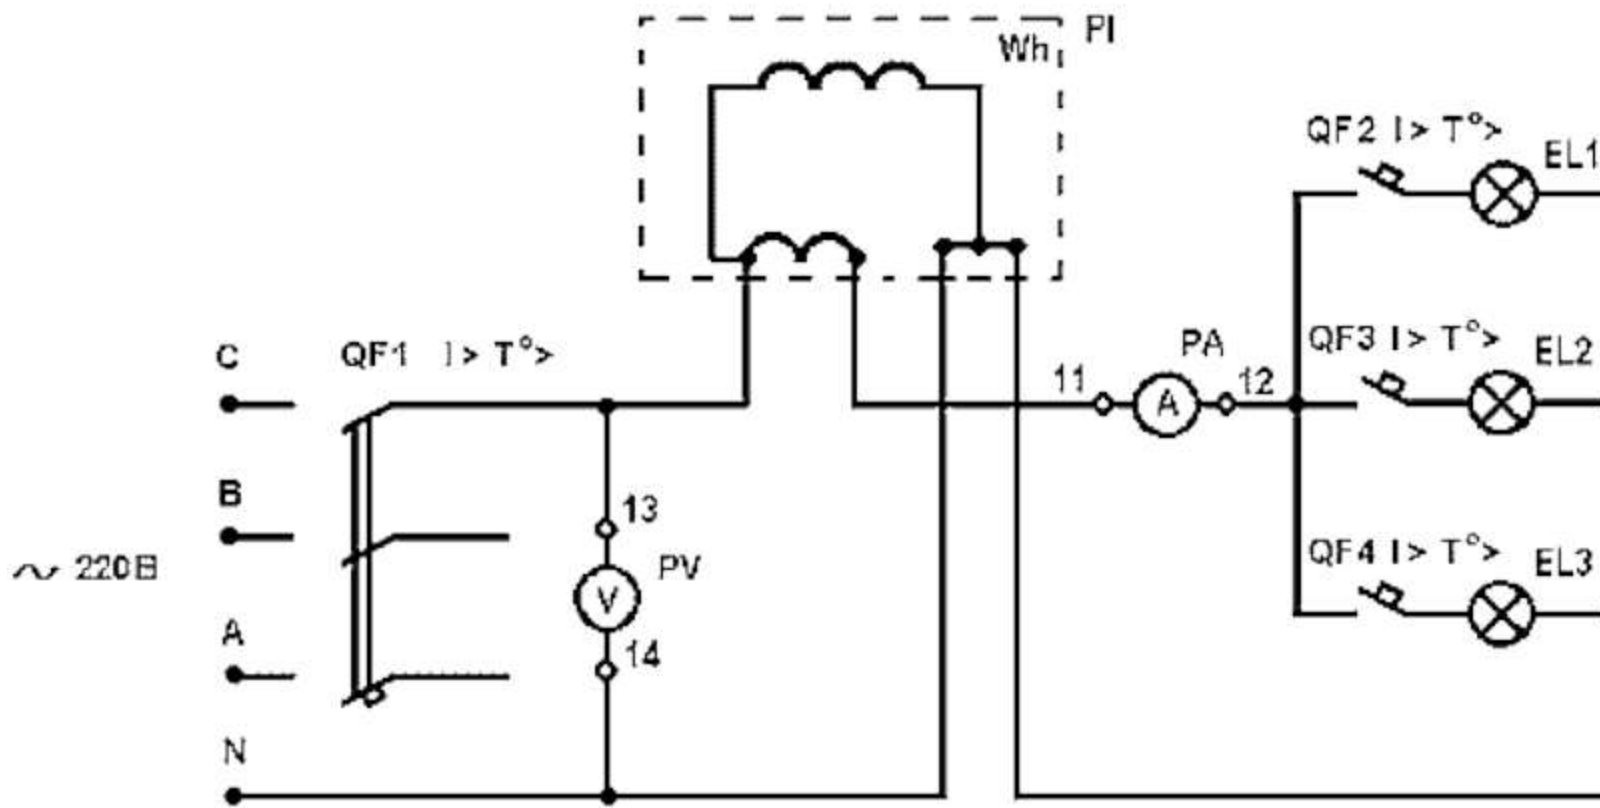 PI
Wh
QF2 I> T°>
EL1
C
QF1 I> T°>
PA
QF3 I> T°>
EL2
11
A
12
B
13
~ 220В
PV
V
QF4 I> T°>
EL3
A
14
N